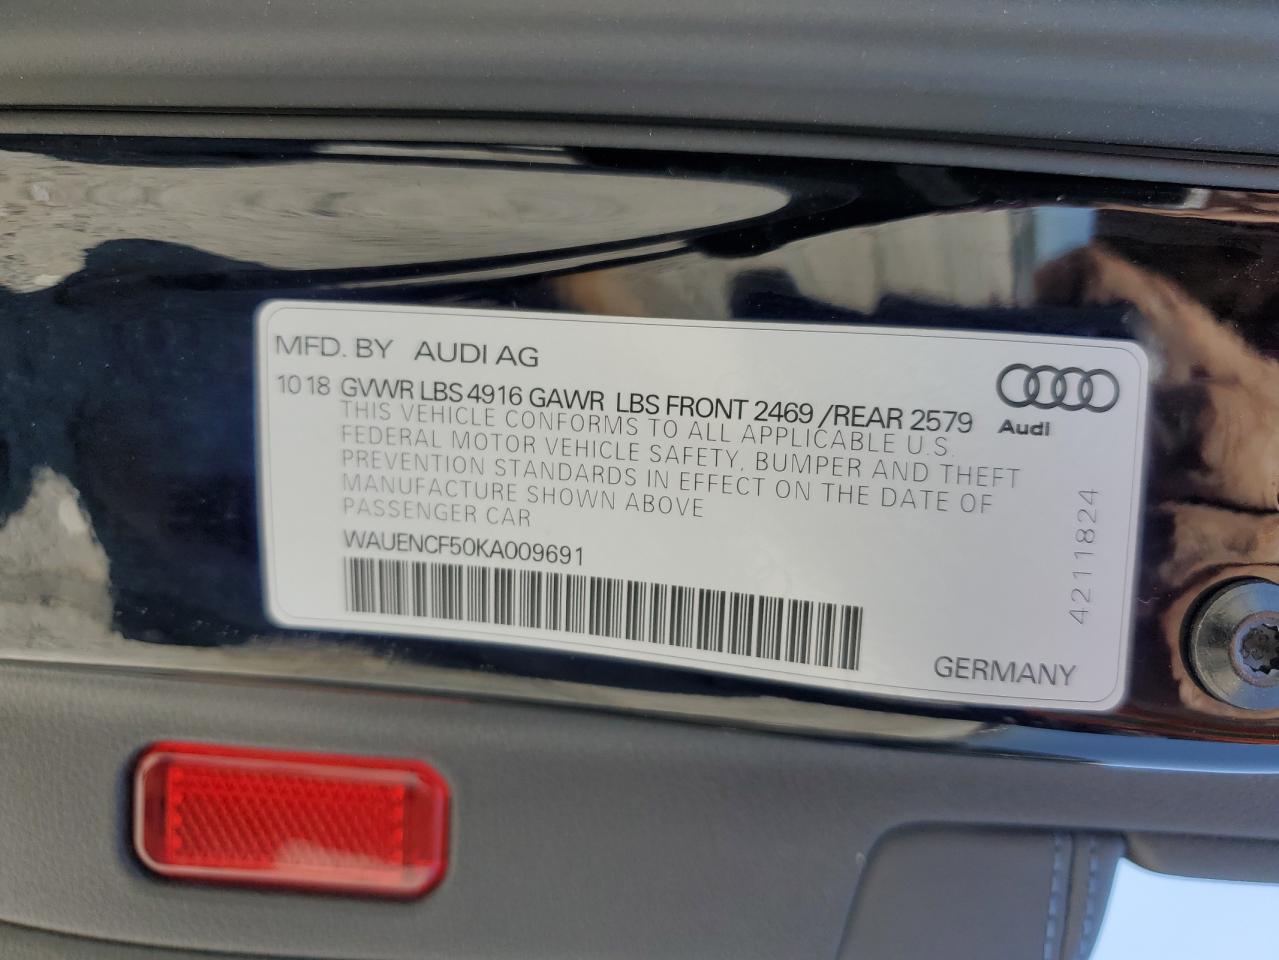 MFD. BY AUDI AG
1018 GVWR LBS 4916 GAWR LBS FRONT 2469 /REAR 2579
THIS VEHICLE CONFORMS TO ALL APPLICABLE U.S.
FEDERAL MOTOR VEHICLE SAFETY, BUMPER AND THEFT
PREVENTION STANDARDS IN EFFECT ON THE DATE OF
MANUFACTURE SHOWN ABOVE
PASSENGER CAR
WAUENCF50KA009691
Audi
4211824
GERMANY